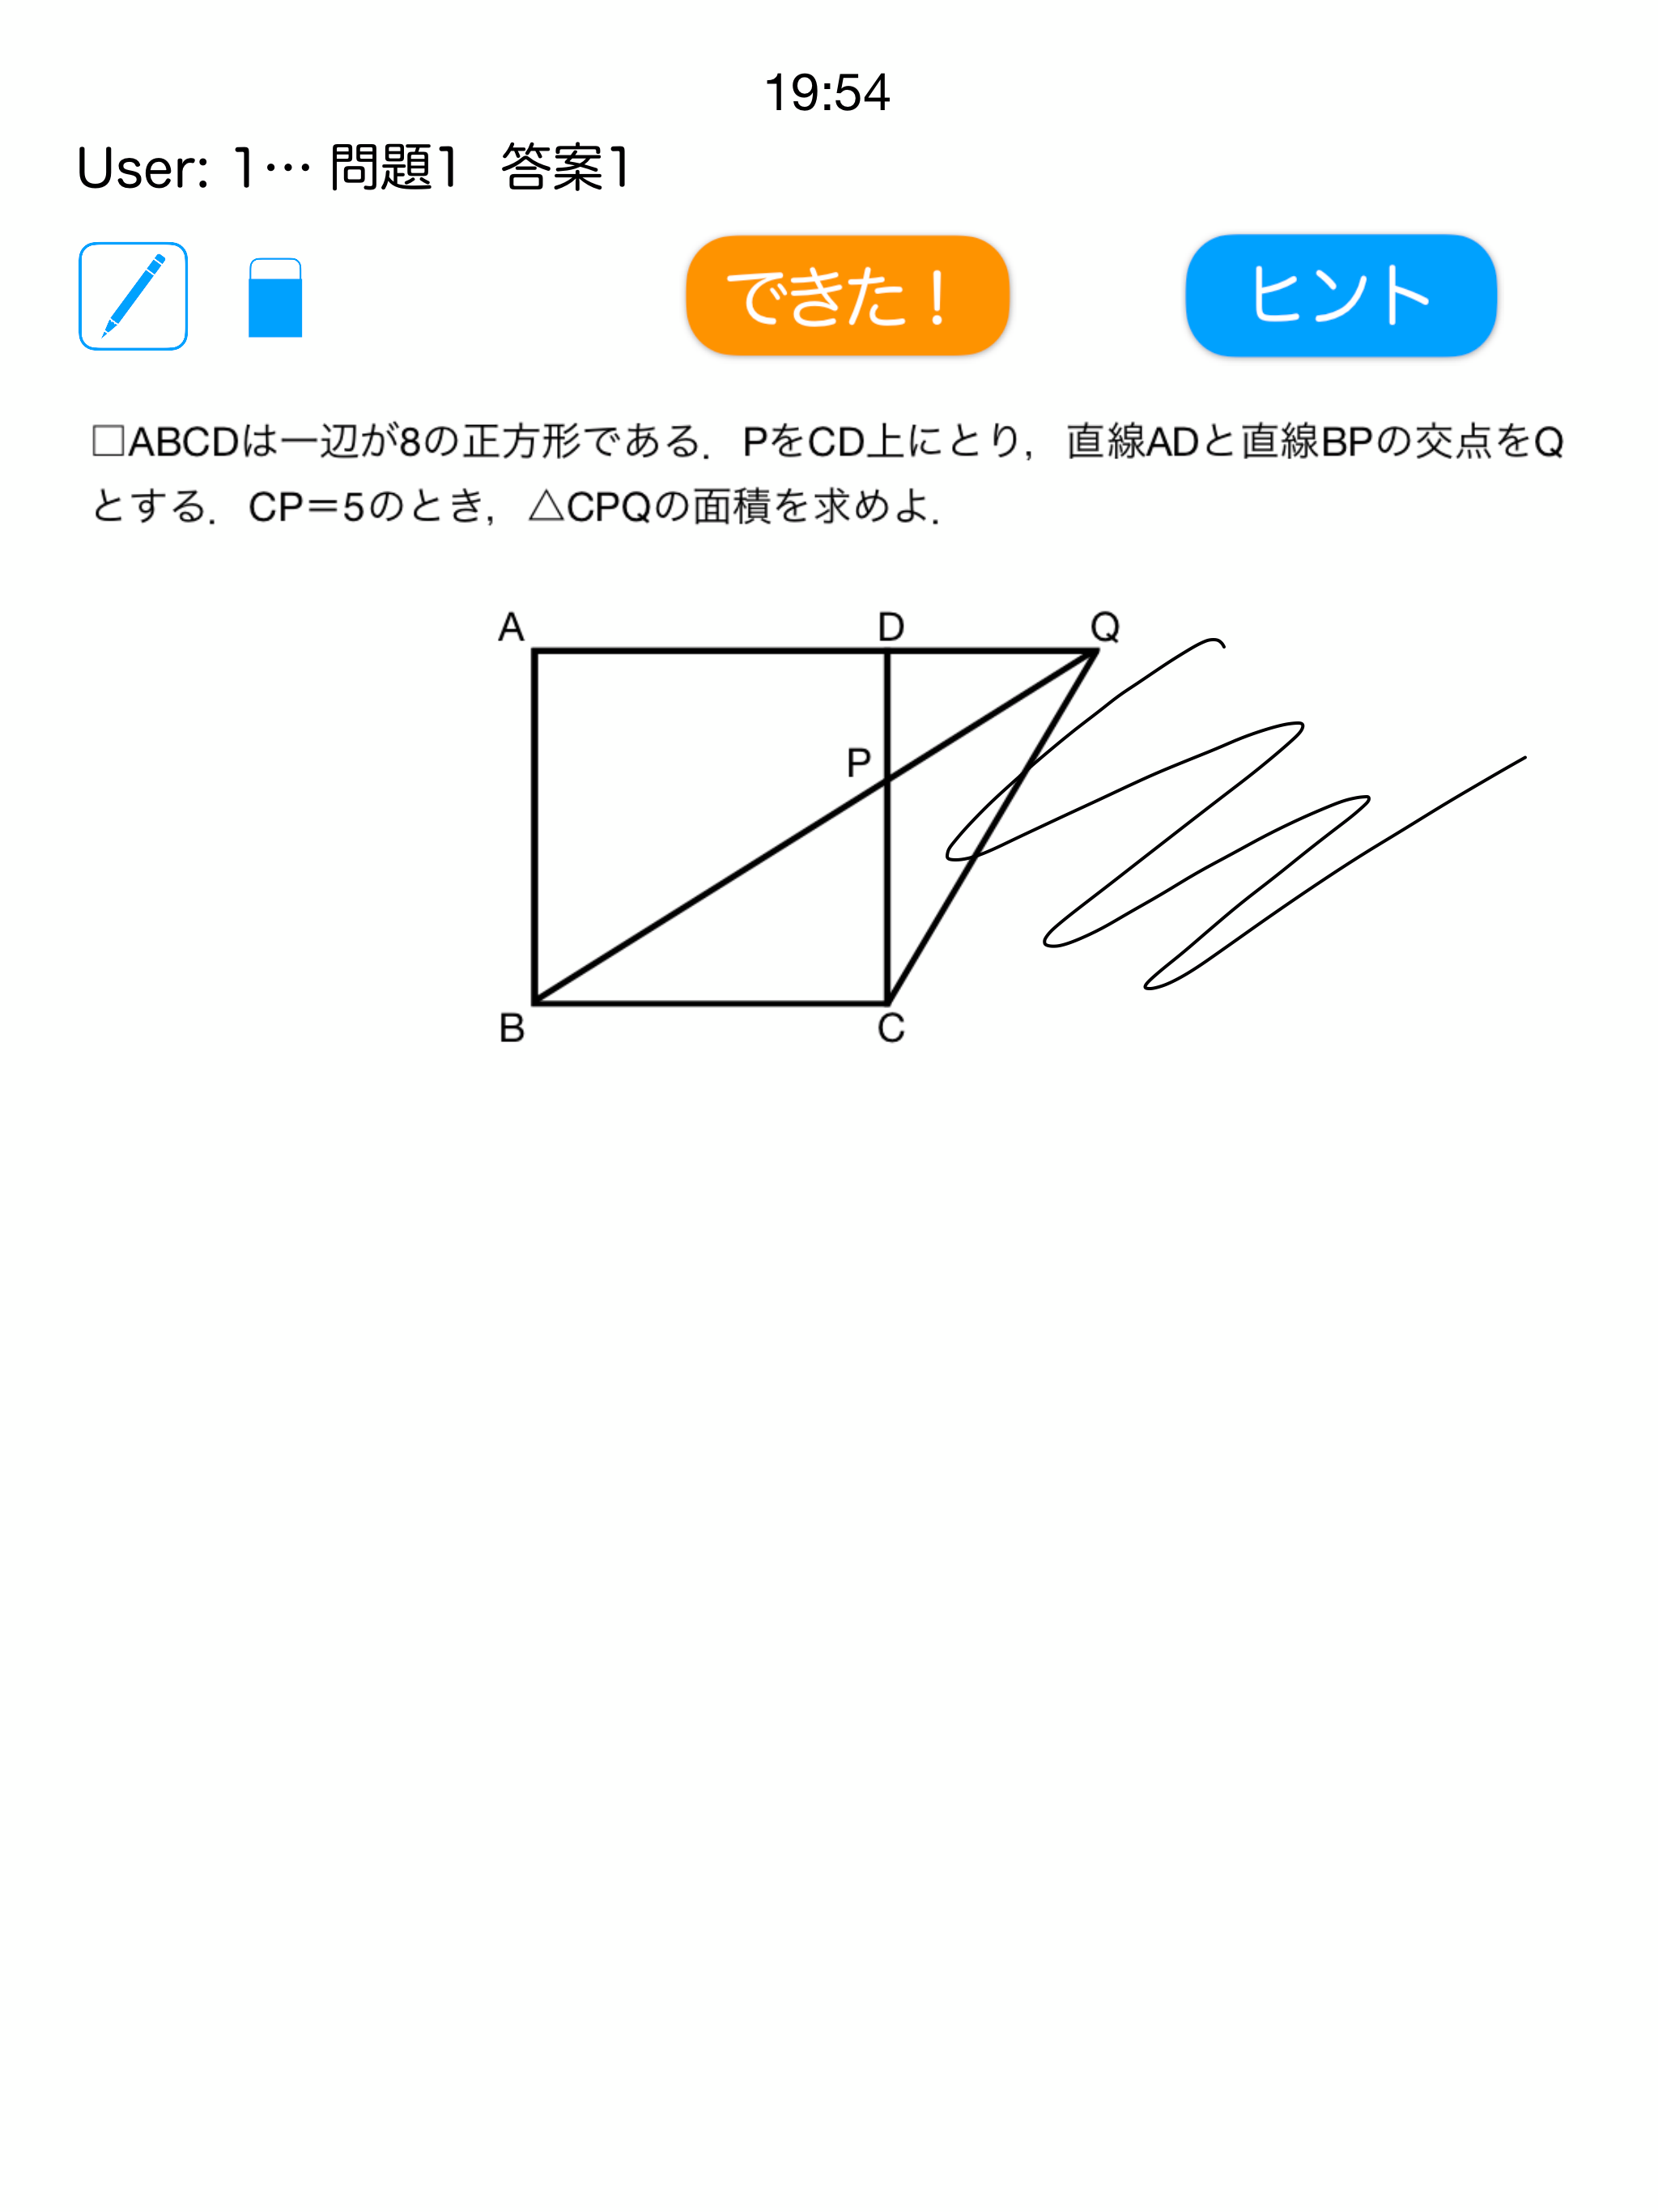 19:54
User: 1… 問題1 答案1
できた！
ヒント
□ABCDは一辺が8の正方形である．PをCD上にとり，直線ADと直線BPの交点をQ
とする．CP＝5のとき，△CPQの面積を求めよ．
A D Q
P
B C